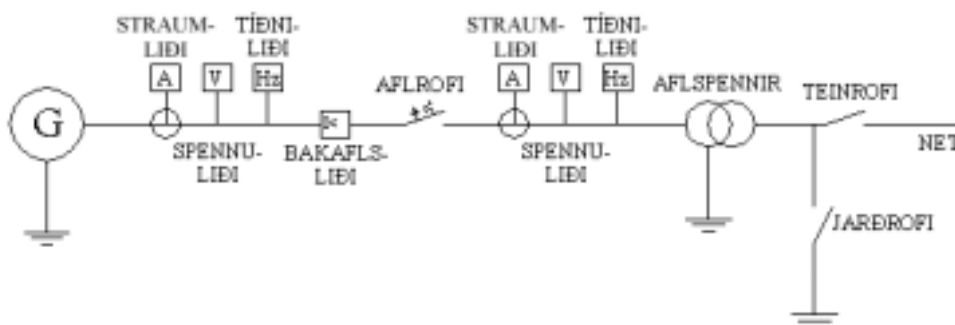 STRAUM-
LIÐI
TÍÐNI-
LIÐI
A
V
Hz
G
SPENNU-
LIÐI
BAKAFLS-
LIÐI
AFLROFI
STRAUM-
LIÐI
TÍÐNI-
LIÐI
A
V
Hz
SPENNU-
LIÐI
AFLSPENNIR
TEINROFI
NET
JARÐROFI